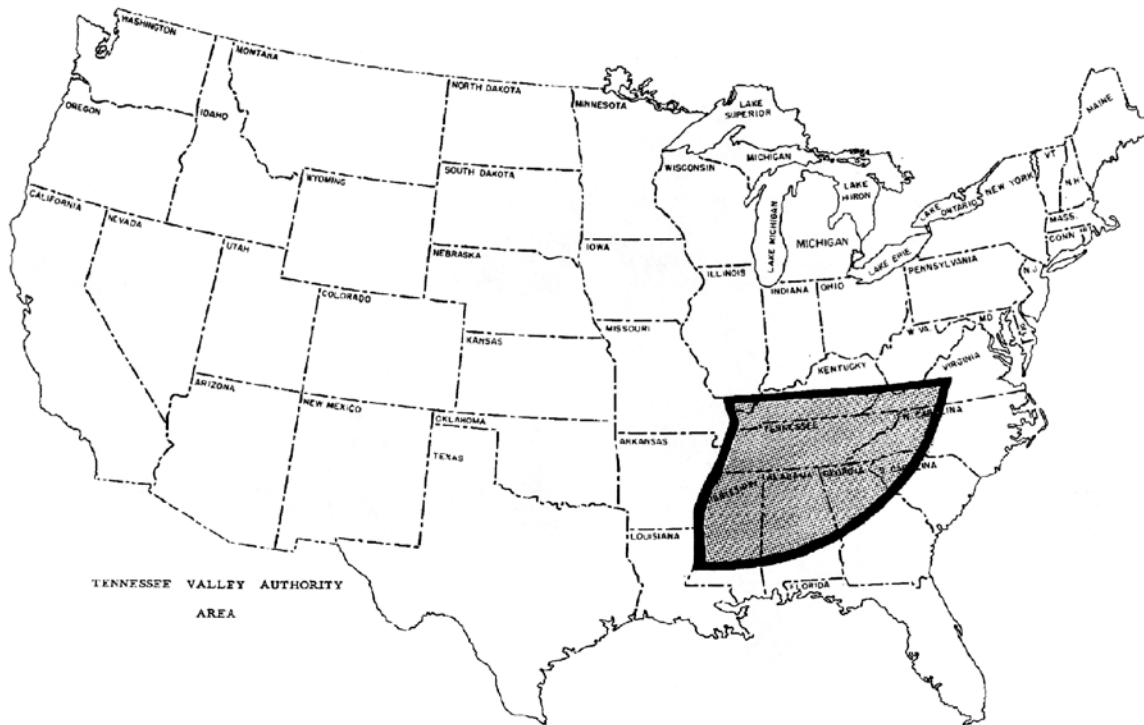 WASHINGTON
MONTANA
NORTH DAKOTA
MINNESOTA
LAKE
SUPERIOR
MAINE
OREGON
IDAHO
WISCONSIN
MICHIGAN
VT.
N.H.
NEW YORK
WYOMING
SOUTH DAKOTA
LAKE
HURON
LAKE
ONTARIO
MASS.
CONN
CALIFORNIA
NEVADA
UTAH
NEBRASKA
IOWA
LAKE MICHIGAN
MICHIGAN
LAKE ERIE
PENNSYLVANIA
N.J.
ILLINOIS
INDIANA
OHIO
COLORADO
KANSAS
MISSOURI
W VA.
MD.
KENTUCKY
VIRGINIA
ARIZONA
NEW MEXICO
OKLAHOMA
TEXAS
ARKANSAS
TENNESSEE
N. CAROLINA
ALABAMA
GEORGIA
S. CAROLINA
LOUISIANA
FLORIDA
TENNESSEE VALLEY AUTHORITY
AREA